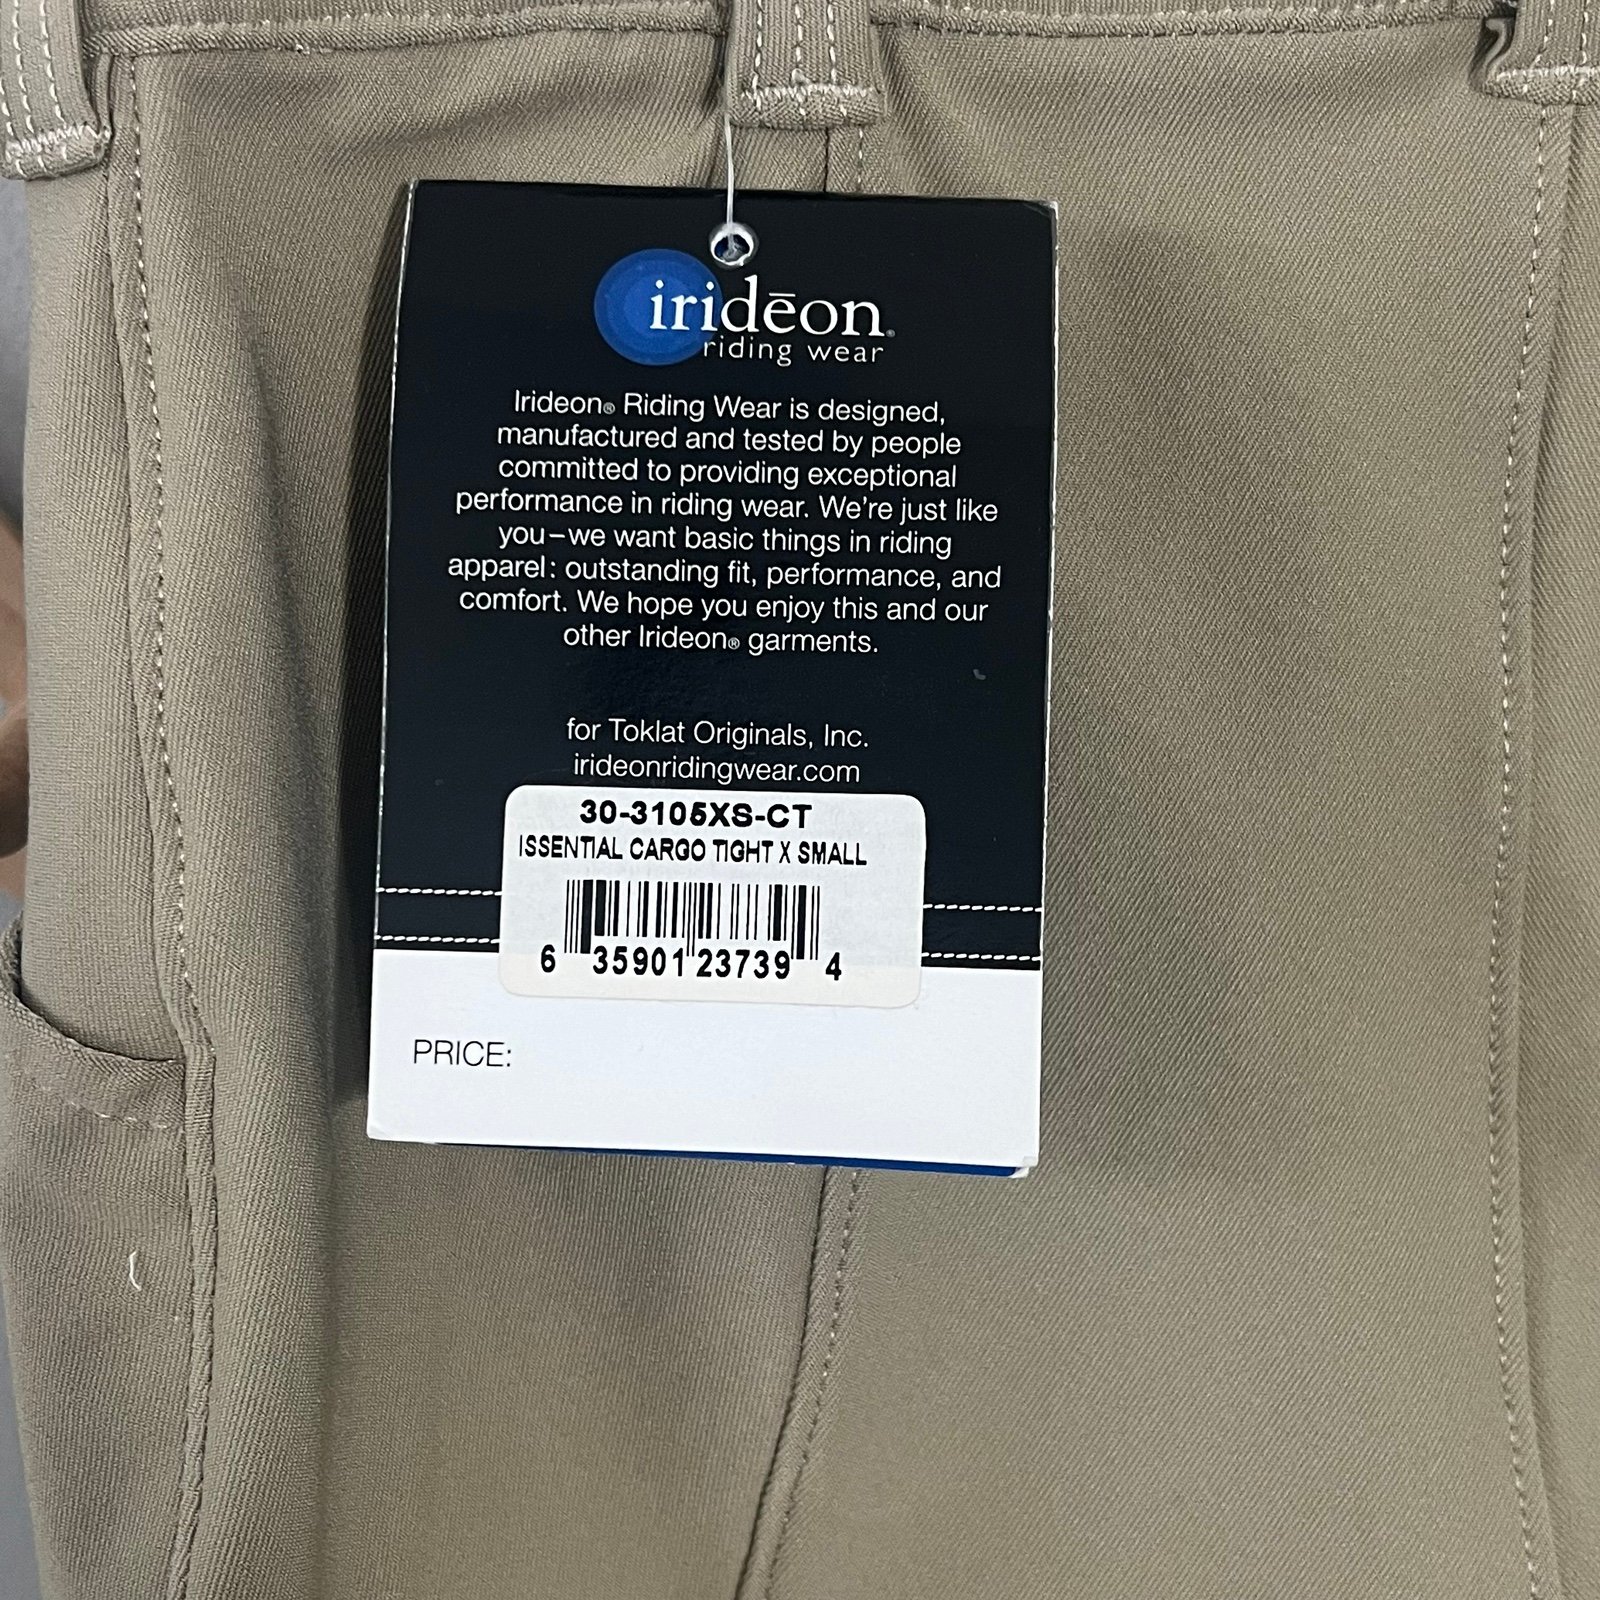 iridēon®
riding wear
Irideon® Riding Wear is designed,
manufactured and tested by people
committed to providing exceptional
performance in riding wear. We're just like
you–we want basic things in riding
apparel: outstanding fit, performance, and
comfort. We hope you enjoy this and our
other Irideon® garments.
for Toklat Originals, Inc.
irideonridingwear.com
30-3105XS-CT
ISSENTIAL CARGO TIGHT X SMALL
6 35901 23739 4
PRICE: